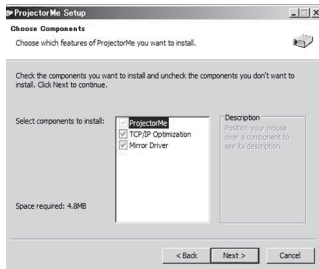 ProjectorMe Setup
Choose Components
Choose which features of ProjectorMe you want to install.
Check the components you want to install and uncheck the components you don't want to
install. Click Next to continue.
Select components to install:
ProjectorMe
TCP/IP Optimization
Mirror Driver
Description
Position your mouse
over a component to
see its description.
Space required: 4.8MB
< Back
Next >
Cancel